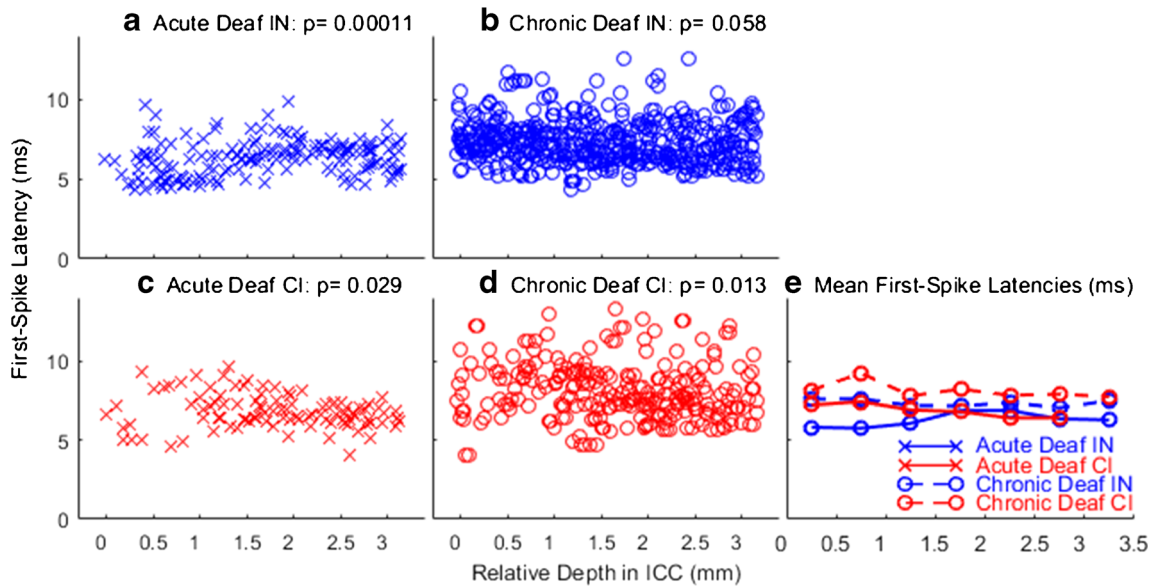 a Acute Deaf IN: p= 0.00011
b Chronic Deaf IN: p= 0.058
First-Spike Latency (ms)
10
5
0
c Acute Deaf CI: p= 0.029
d Chronic Deaf CI: p= 0.013
e Mean First-Spike Latencies (ms)
10
5
0
Acute Deaf IN
Acute Deaf CI
Chronic Deaf IN
Chronic Deaf CI
0 0.5 1 1.5 2 2.5 3
0 0.5 1 1.5 2 2.5 3
0 0.5 1 1.5 2 2.5 3 3.5
Relative Depth in ICC (mm)